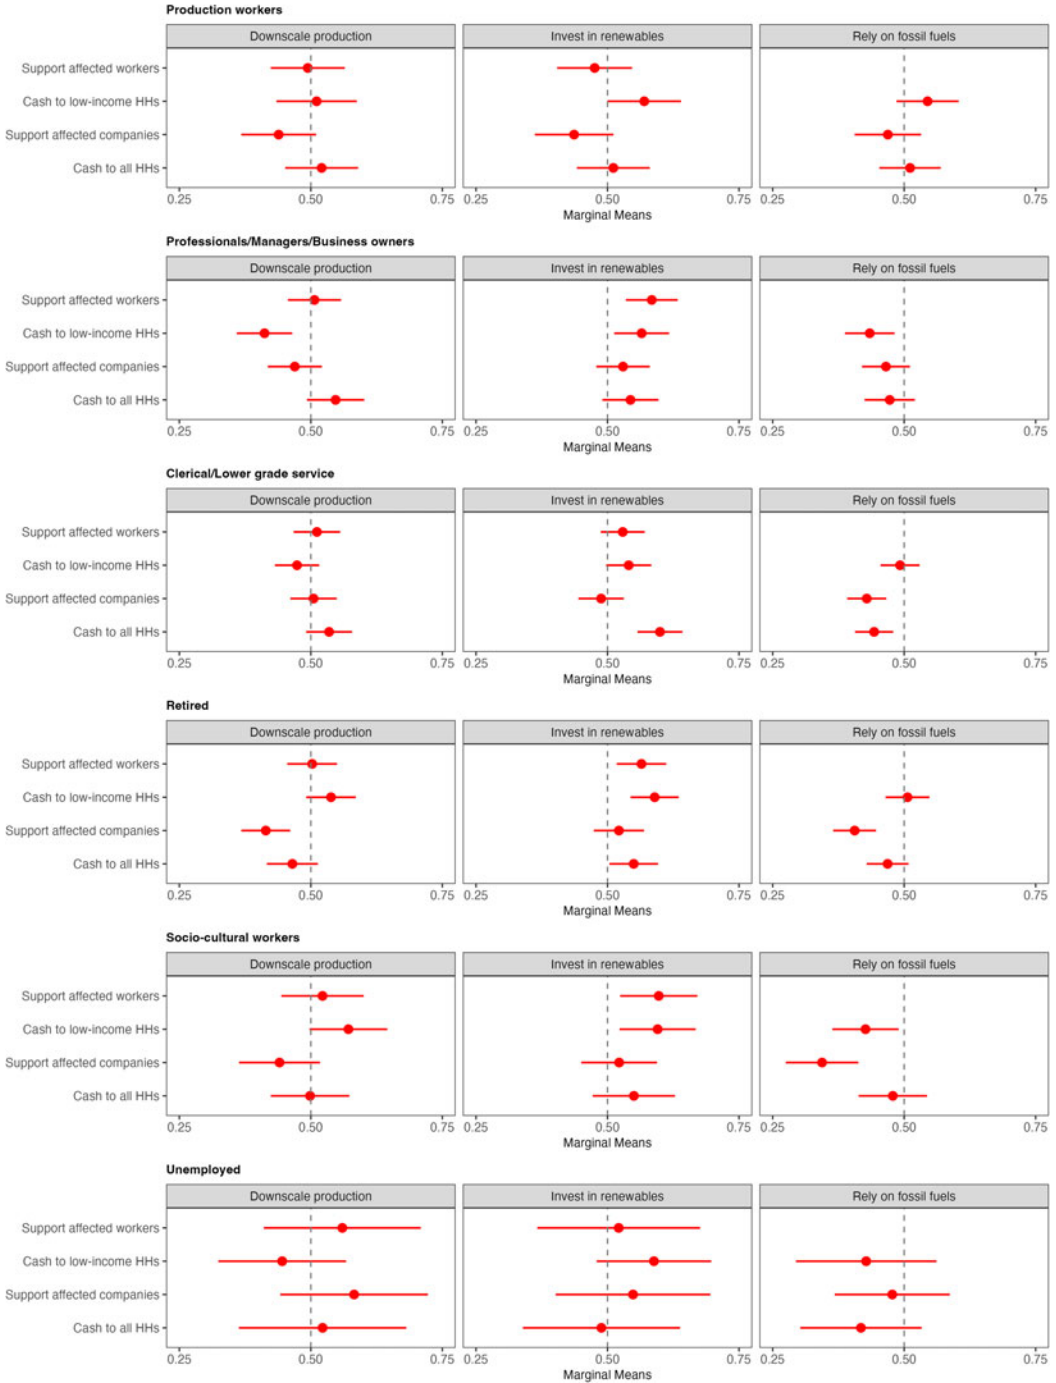 Production workers
Downscale production Invest in renewables Rely on fossil fuels
Support affected workers
Cash to low-income HHs
Support affected companies
Cash to all HHs
0.25 0.50 0.75 0.25 0.50 0.75 0.25 0.50 0.75
Marginal Means
Professionals/Managers/Business owners
Downscale production Invest in renewables Rely on fossil fuels
Support affected workers
Cash to low-income HHs
Support affected companies
Cash to all HHs
0.25 0.50 0.75 0.25 0.50 0.75 0.25 0.50 0.75
Marginal Means
Clerical/Lower grade service
Downscale production Invest in renewables Rely on fossil fuels
Support affected workers
Cash to low-income HHs
Support affected companies
Cash to all HHs
0.25 0.50 0.75 0.25 0.50 0.75 0.25 0.50 0.75
Marginal Means
Retired
Downscale production Invest in renewables Rely on fossil fuels
Support affected workers
Cash to low-income HHs
Support affected companies
Cash to all HHs
0.25 0.50 0.75 0.25 0.50 0.75 0.25 0.50 0.75
Marginal Means
Socio-cultural workers
Downscale production Invest in renewables Rely on fossil fuels
Support affected workers
Cash to low-income HHs
Support affected companies
Cash to all HHs
0.25 0.50 0.75 0.25 0.50 0.75 0.25 0.50 0.75
Marginal Means
Unemployed
Downscale production Invest in renewables Rely on fossil fuels
Support affected workers
Cash to low-income HHs
Support affected companies
Cash to all HHs
0.25 0.50 0.75 0.25 0.50 0.75 0.25 0.50 0.75
Marginal Means